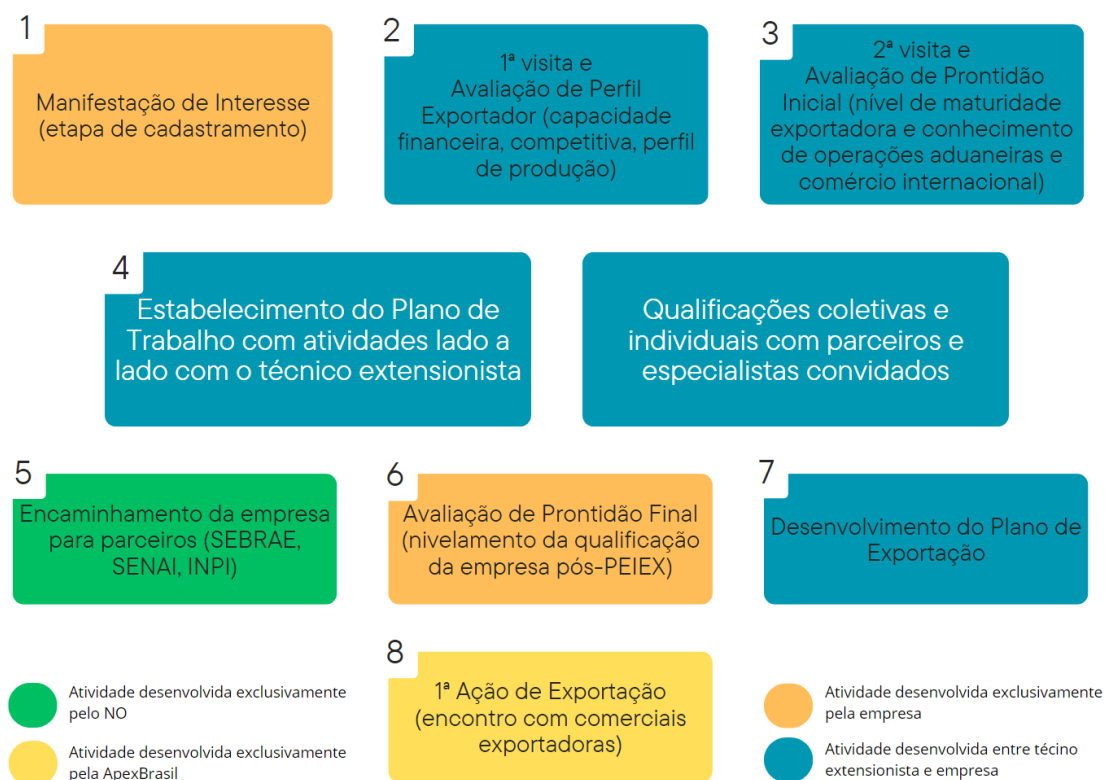 1
Manifestação de Interesse
(etapa de cadastramento)
2
1ª visita e
Avaliação de Perfil
Exportador (capacidade
financeira, competitiva, perfil
de produção)
3
2ª visita e
Avaliação de Prontidão
Inicial (nível de maturidade
exportadora e conhecimento
de operações aduaneiras e
comércio internacional)
4
Estabelecimento do Plano de
Trabalho com atividades lado a
lado com o técnico extensionista
Qualificações coletivas e
individuais com parceiros e
especialistas convidados
5
Encaminhamento da empresa
para parceiros (SEBRAE,
SENAI, INPI)
6
Avaliação de Prontidão Final
(nivelamento da qualificação
da empresa pós-PEIEX)
7
Desenvolvimento do Plano de
Exportação
8
1ª Ação de Exportação
(encontro com comerciais
exportadoras)
Atividade desenvolvida exclusivamente
pelo NO
Atividade desenvolvida exclusivamente
pela ApexBrasil
Atividade desenvolvida exclusivamente
pela empresa
Atividade desenvolvida entre técino
extensionista e empresa